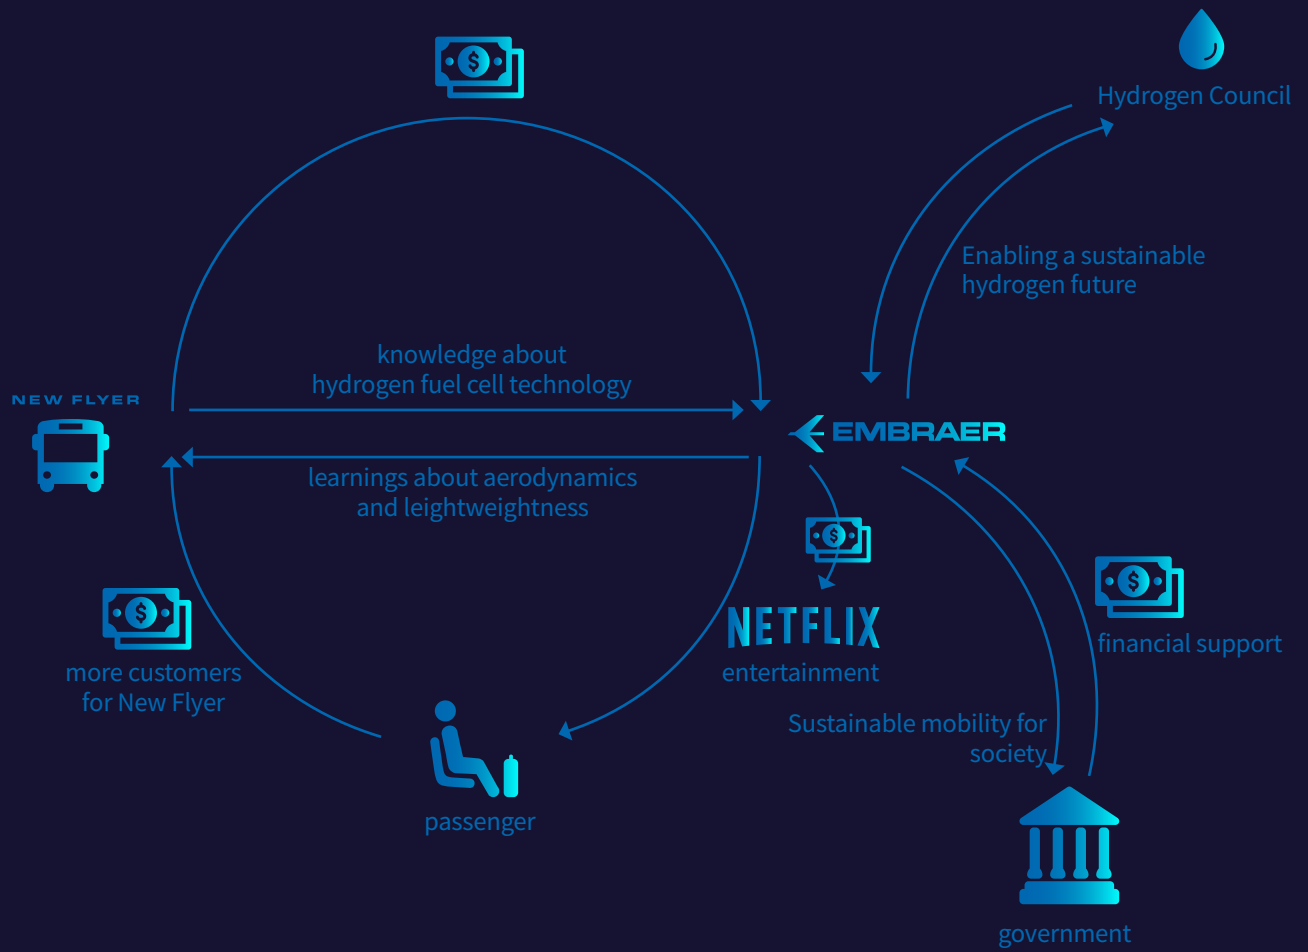 Hydrogen Council
Enabling a sustainable
hydrogen future
knowledge about
hydrogen fuel cell technology
NEW FLYER
EMBRAER
learnings about aerodynamics
and leightweightness
$
$
$
$
more customers
for New Flyer
NETFLIX
entertainment
financial support
Sustainable mobility for
society
passenger
government